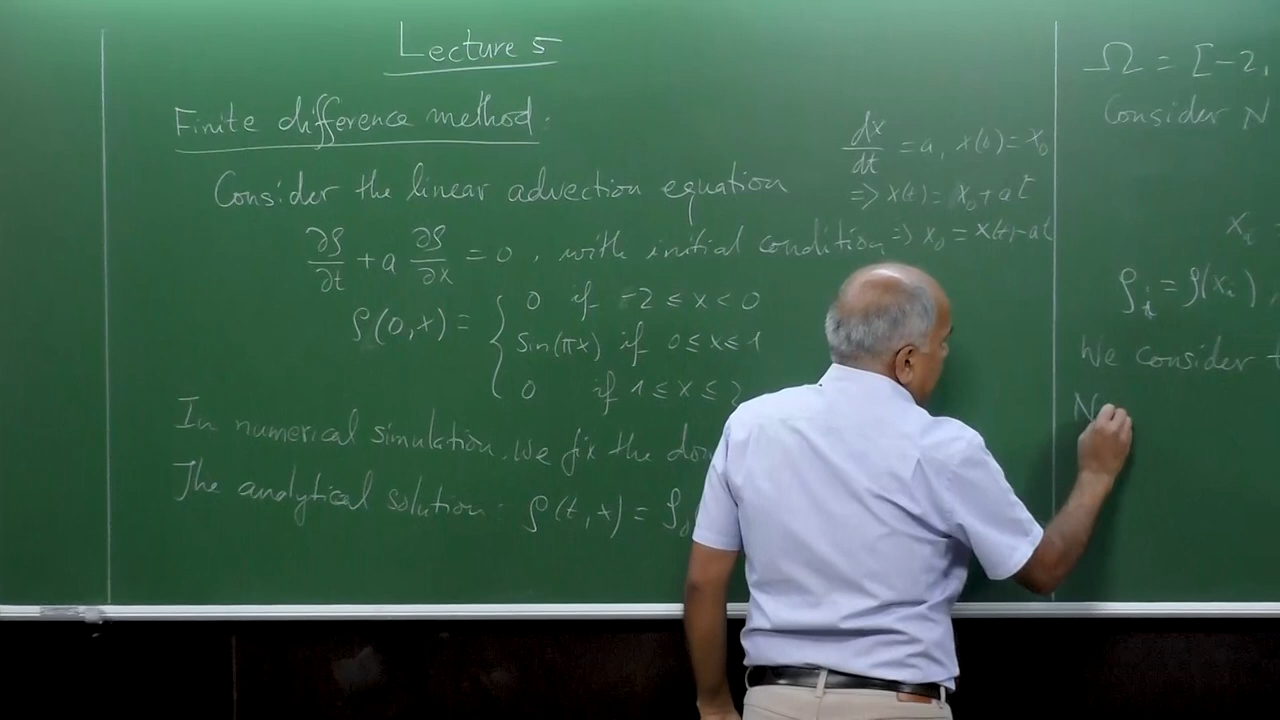 Lecture 5
Finite difference method:
Consider the linear advection equation
∂ρ/∂t + a ∂ρ/∂x = 0, with initial condition
ρ(0,x) = { 0 if -2 ≤ x < 0
sin(πx) if 0 ≤ x ≤ 1
0 if 1 ≤ x ≤ 2
In numerical simulation, we fix the
The analytical solution: ρ(t,x) = ρ₀
dx/dt = a, x(0) = x₀
=> x(t) = x₀ + at
=> x₀ = x(t) - at
Ω = [-2,
Consider N
xᵢ =
ρᵢ = ρ(xᵢ),
We consider
N